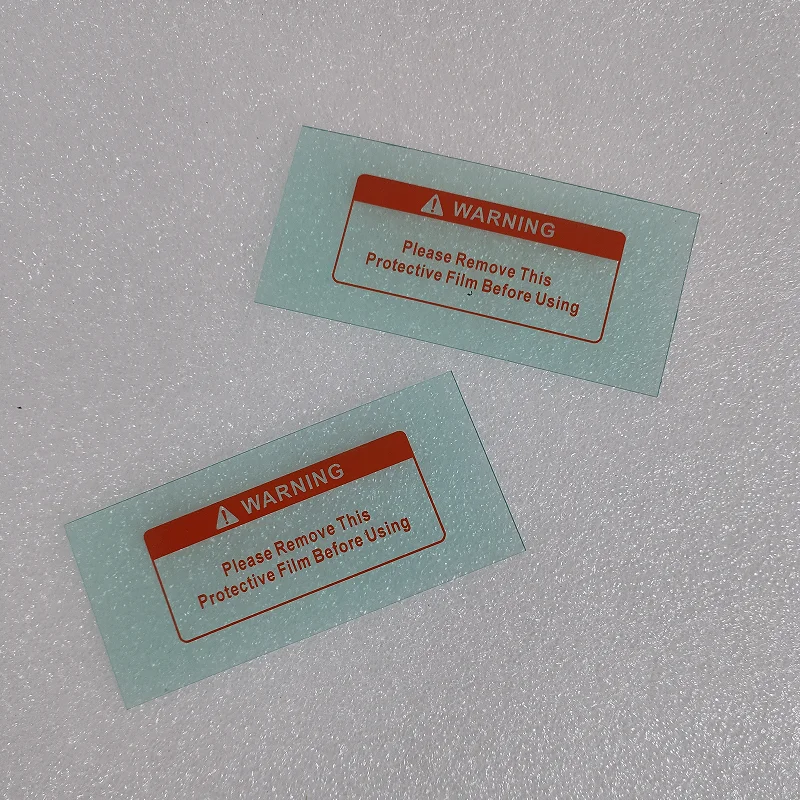 WARNING
Please Remove This
Protective Film Before Using
WARNING
Please Remove This
Protective Film Before Using